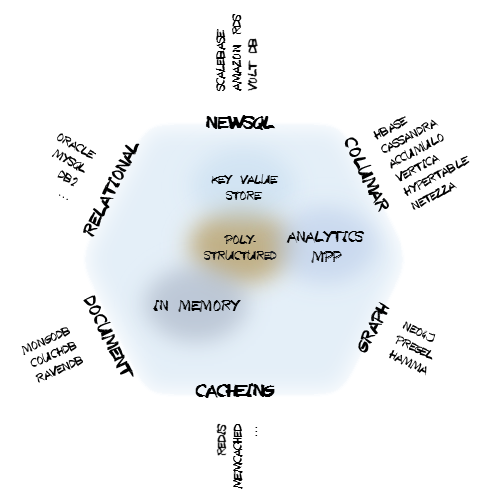 SCALEBASE
AMAZON RDS
VOLT DB
NEWSQL
ORACLE
MYSQL
DB2
...
RELATIONAL
COLUMAR
HBASE
CASSANDRA
ACCUMULO
VERTICA
HYPERTABLE
NETEZZA
KEY VALUE
STORE
POLY-
STRUCTURED
ANALYTICS
MPP
IN MEMORY
DOCUMENT
MONGODB
COUCHDB
RAVENDB
GRAPH
NEO4J
PREGEL
HAMMA
CACHEING
REDIS
MEMCACHED
...